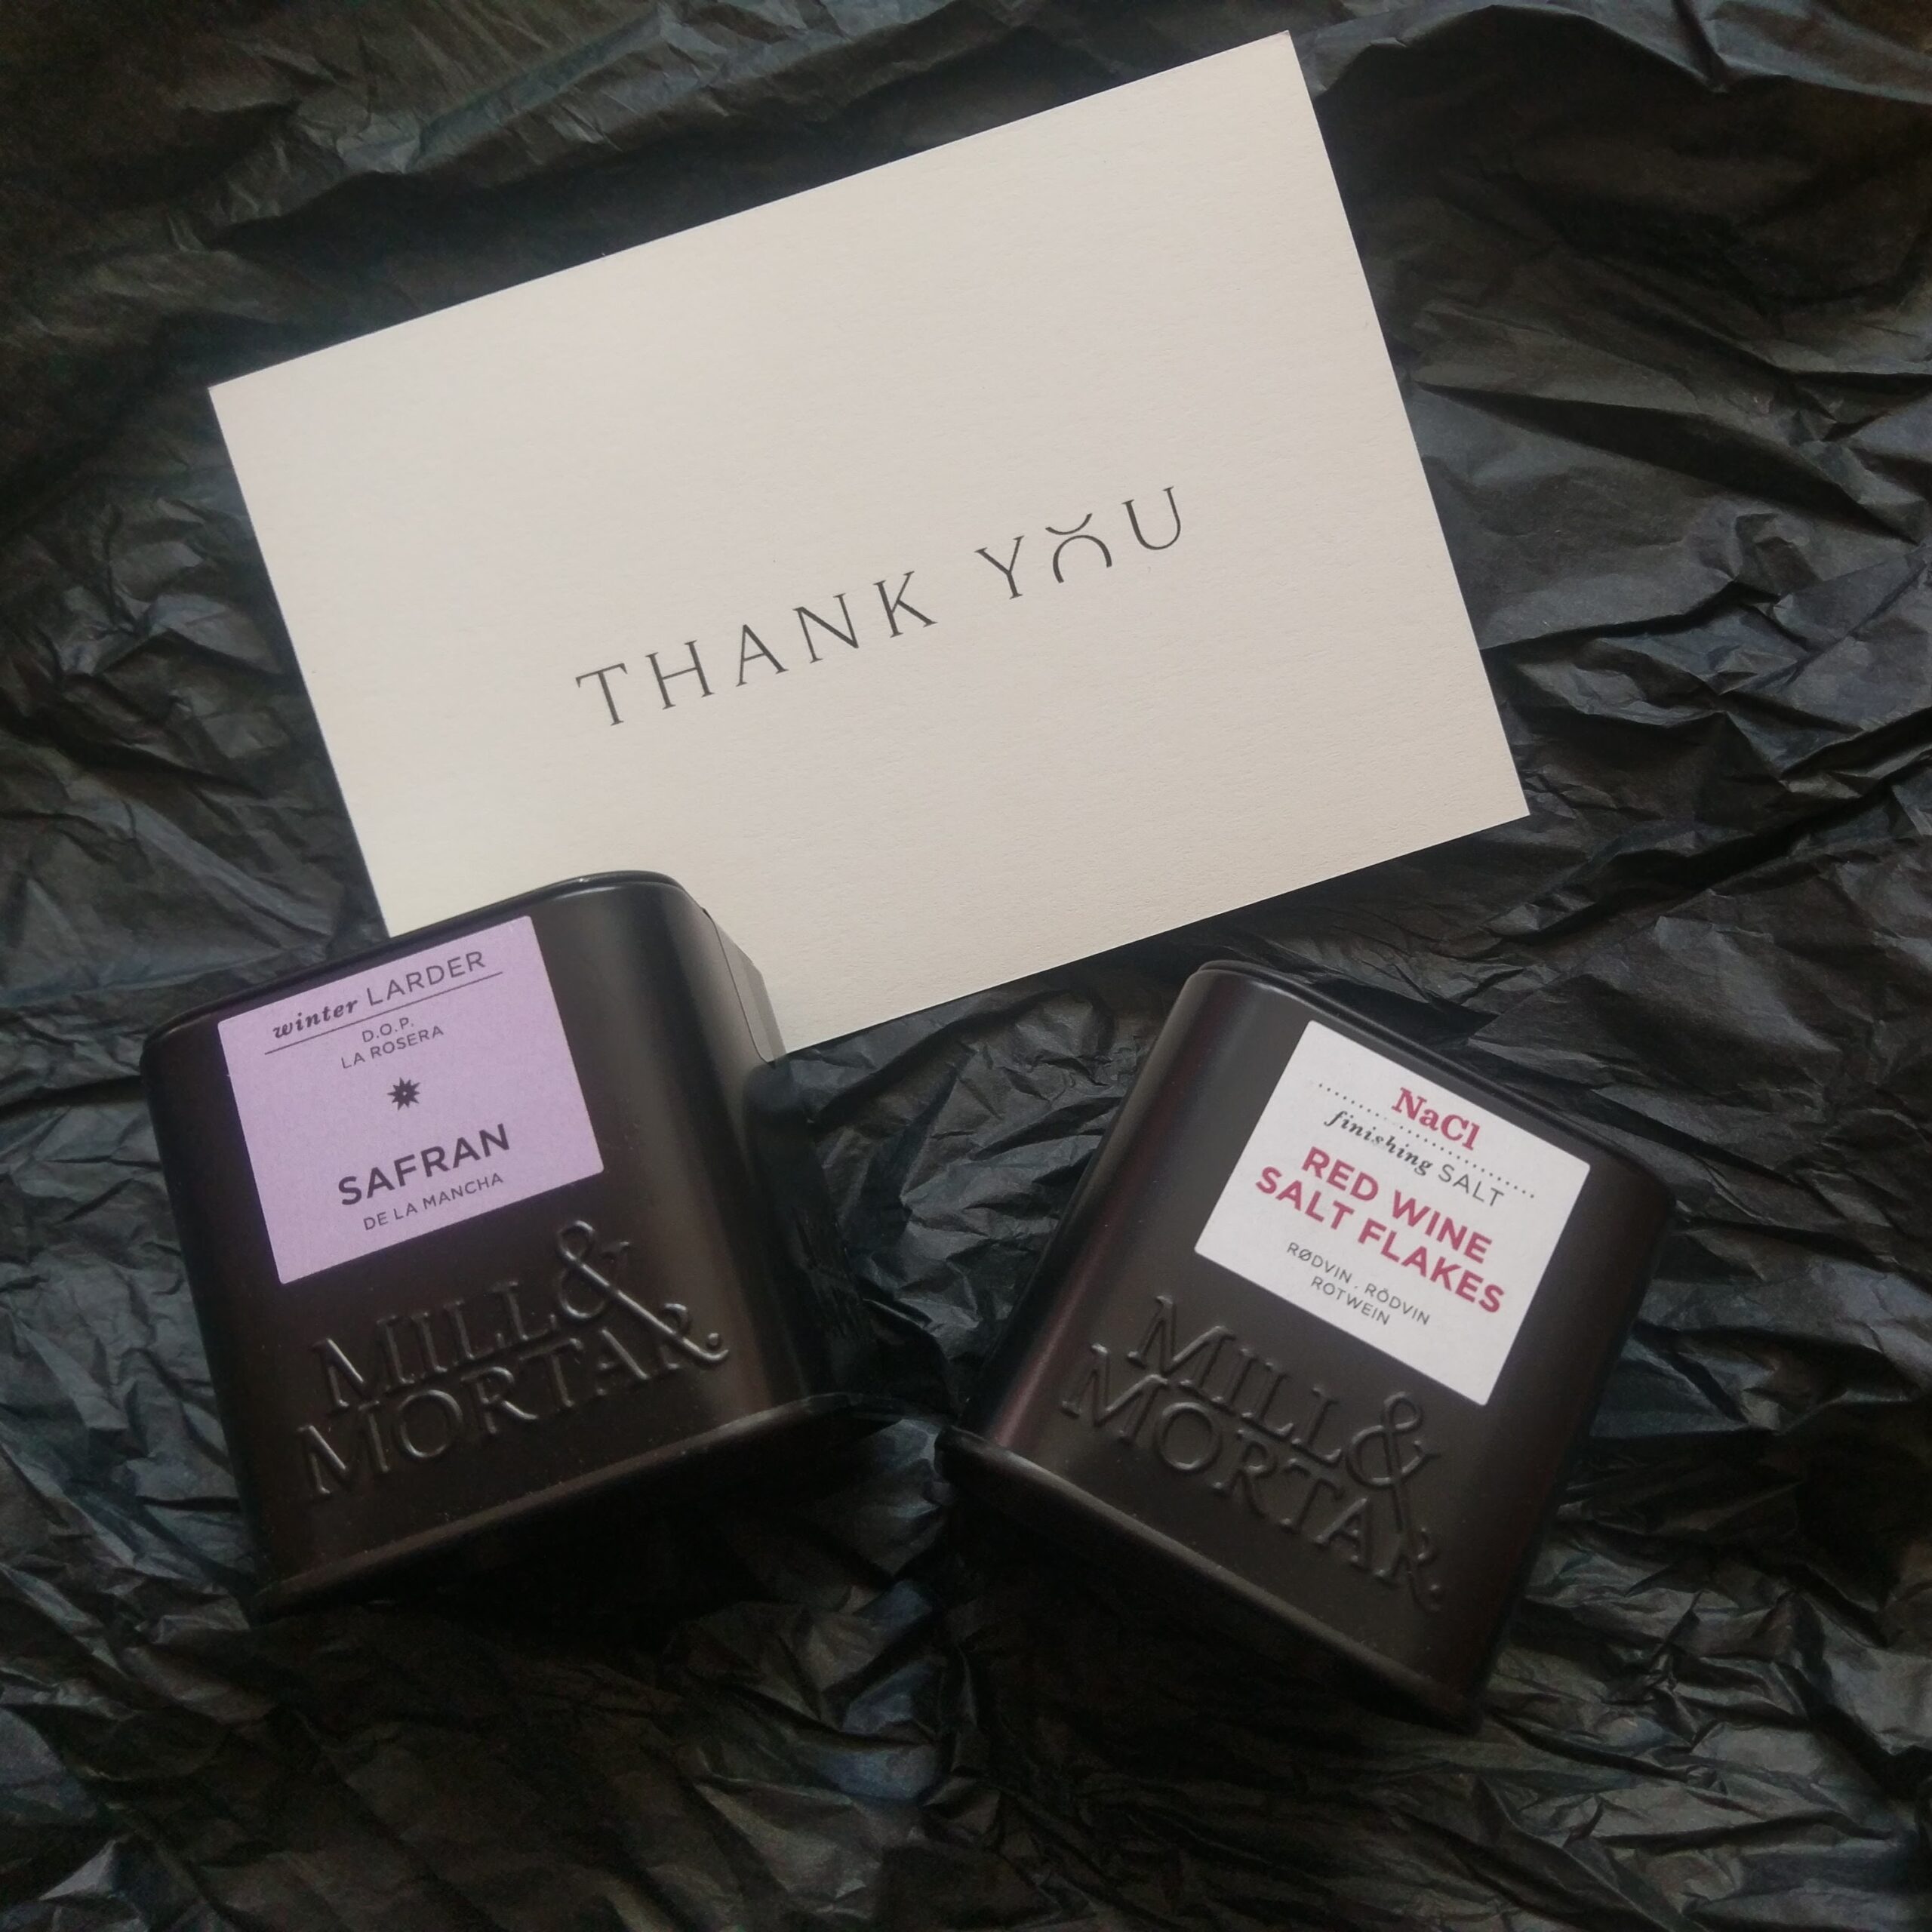 THANK YOU
winter LARDER
D.O.P.
LA ROSERA
SAFRAN
DE LA MANCHA
MILL &
MORTAR
NaCl
finishing SALT
RED WINE
SALT FLAKES
RØDVIN . RÖDVIN
ROTWEIN
MILL &
MORTAR